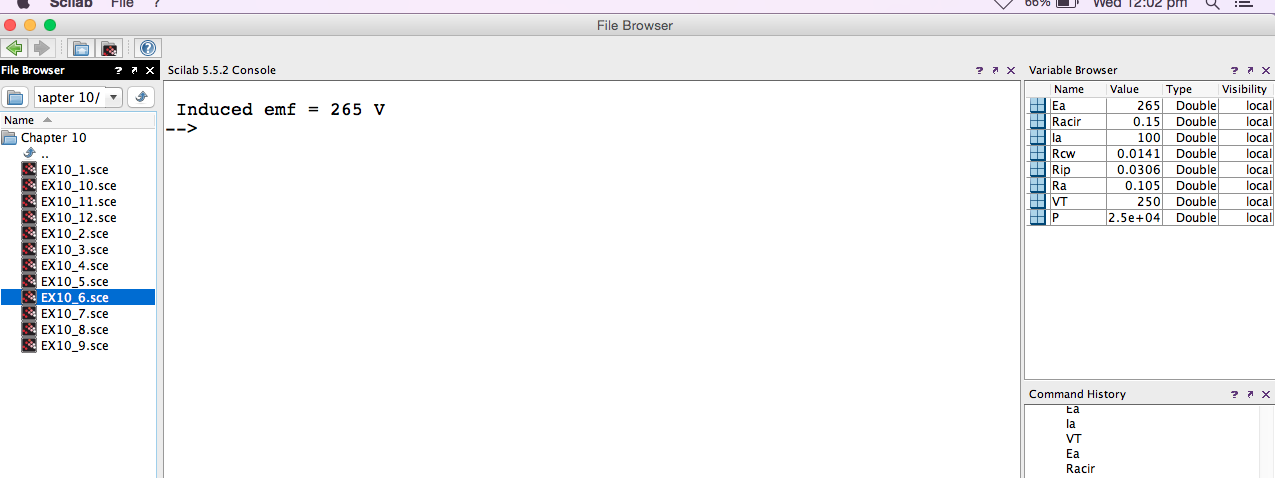 Scilab File ? 66% Wed 12:02 pm
File Browser
?
File Browser ? X
hapter 10/
Name
Chapter 10
..
EX10_1.sce
EX10_10.sce
EX10_11.sce
EX10_12.sce
EX10_2.sce
EX10_3.sce
EX10_4.sce
EX10_5.sce
EX10_6.sce
EX10_7.sce
EX10_8.sce
EX10_9.sce
Scilab 5.5.2 Console ? X
Induced emf = 265 V
-->
Variable Browser ? X
Name Value Type Visibility
Ea 265 Double local
Racir 0.15 Double local
Ia 100 Double local
Rcw 0.0141 Double local
Rip 0.0306 Double local
Ra 0.105 Double local
VT 250 Double local
P 2.5e+04 Double local
Command History ? X
Ea
Ia
VT
Ea
Racir